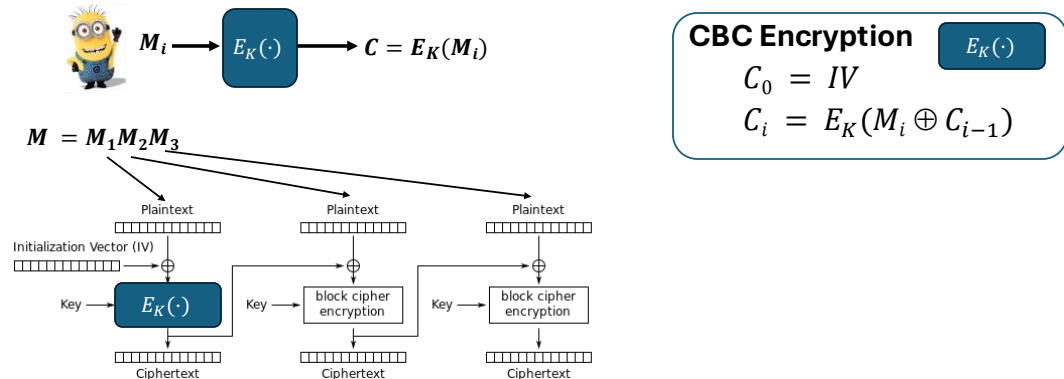 M_i E_K(·) C = E_K(M_i)
CBC Encryption E_K(·)
C_0 = IV
C_i = E_K(M_i ⊕ C_{i−1})
M = M_1M_2M_3
Plaintext Plaintext Plaintext
Initialization Vector (IV)
Key E_K(·) Key block cipher encryption Key block cipher encryption
Ciphertext Ciphertext Ciphertext